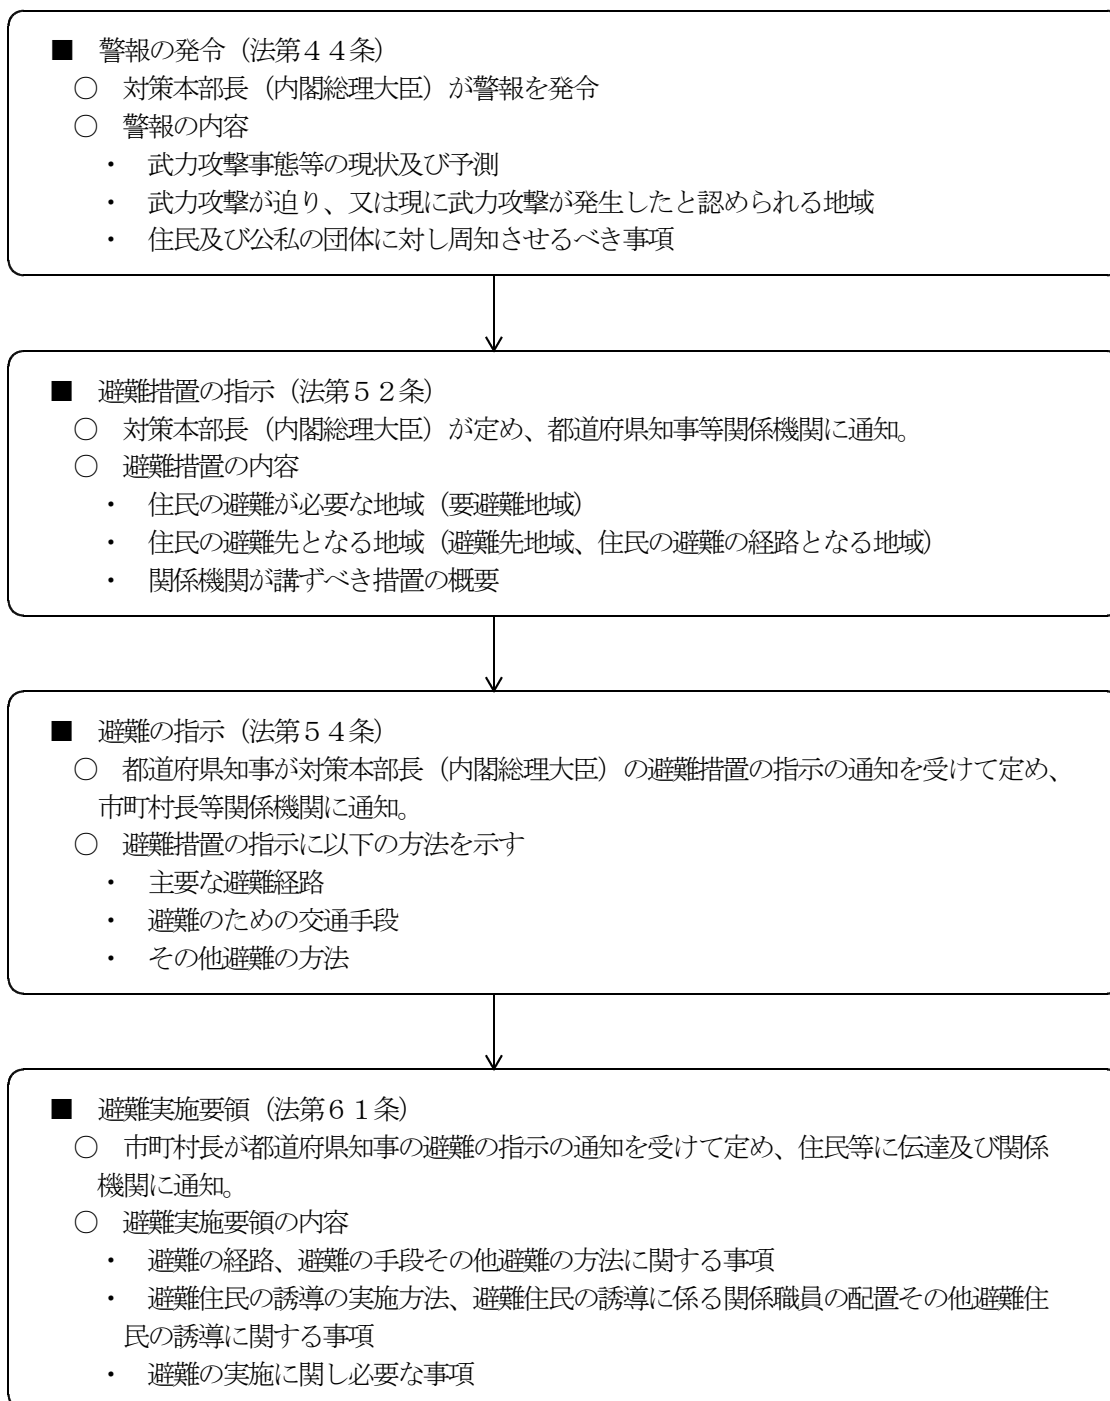 ■　警報の発令（法第４４条）
○　対策本部長（内閣総理大臣）が警報を発令
○　警報の内容
・　武力攻撃事態等の現状及び予測
・　武力攻撃が迫り、又は現に武力攻撃が発生したと認められる地域
・　住民及び公私の団体に対し周知させるべき事項
■　避難措置の指示（法第５２条）
○　対策本部長（内閣総理大臣）が定め、都道府県知事等関係機関に通知。
○　避難措置の内容
・　住民の避難が必要な地域（要避難地域）
・　住民の避難先となる地域（避難先地域、住民の避難の経路となる地域）
・　関係機関が講ずべき措置の概要
■　避難の指示（法第５４条）
○　都道府県知事が対策本部長（内閣総理大臣）の避難措置の指示の通知を受けて定め、
市町村長等関係機関に通知。
○　避難措置の指示に以下の方法を示す
・　主要な避難経路
・　避難のための交通手段
・　その他避難の方法
■　避難実施要領（法第６１条）
○　市町村長が都道府県知事の避難の指示の通知を受けて定め、住民等に伝達及び関係
機関に通知。
○　避難実施要領の内容
・　避難の経路、避難の手段その他避難の方法に関する事項
・　避難住民の誘導の実施方法、避難住民の誘導に係る関係職員の配置その他避難住
民の誘導に関する事項
・　避難の実施に関し必要な事項